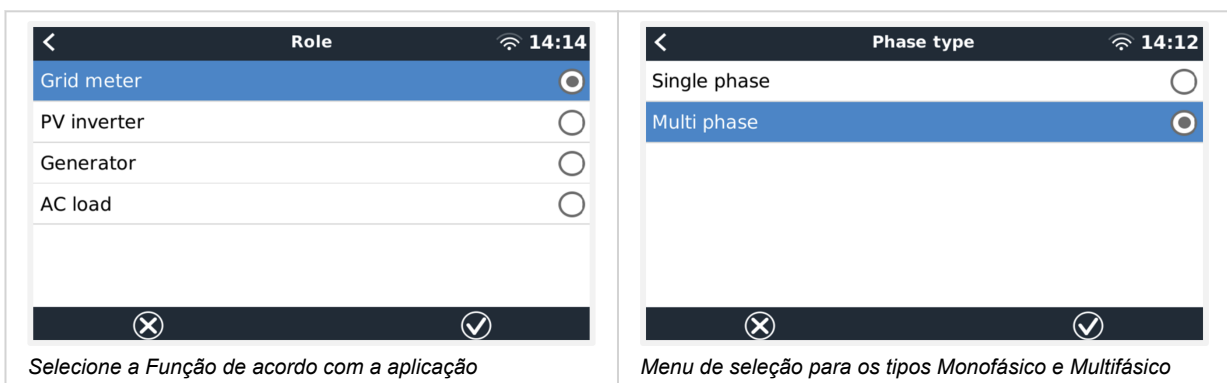 Role 14:14
Grid meter
PV inverter
Generator
AC load
Selecione a Função de acordo com a aplicação
Phase type 14:12
Single phase
Multi phase
Menu de seleção para os tipos Monofásico e Multifásico